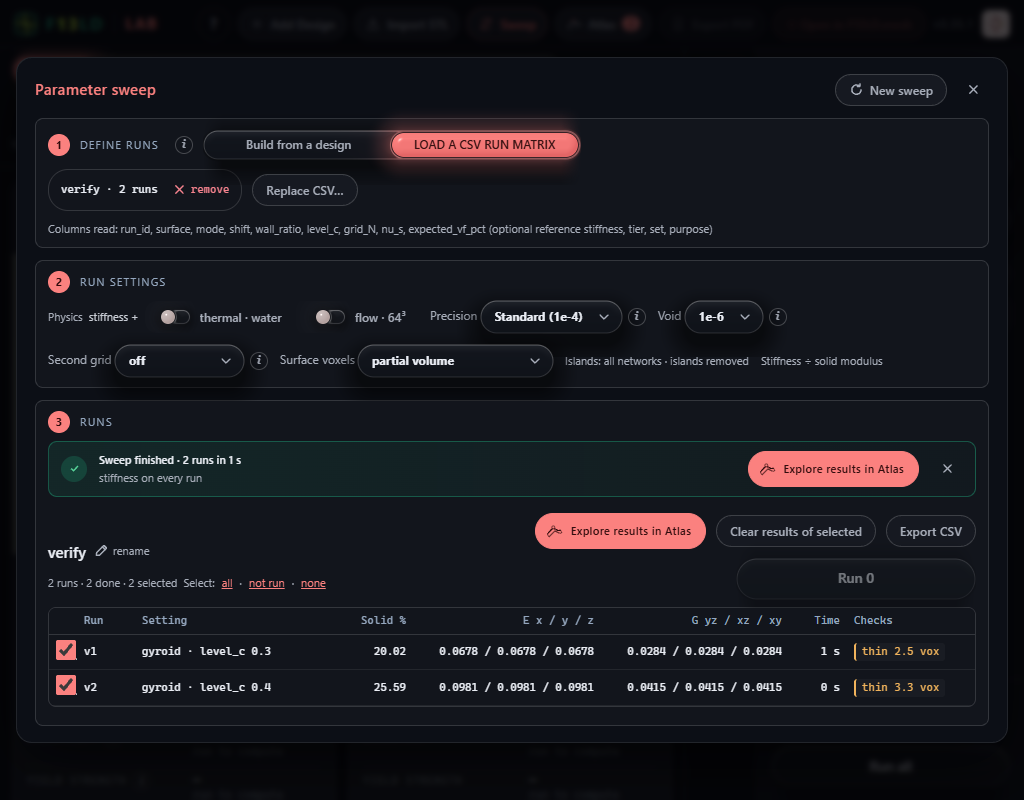 Parameter sweep
New sweep
1 DEFINE RUNS i Build from a design LOAD A CSV RUN MATRIX
verify · 2 runs × remove Replace CSV...
Columns read: run_id, surface, mode, shift, wall_ratio, level_c, grid_N, nu_s, expected_vf_pct (optional reference stiffness, tier, set, purpose)
2 RUN SETTINGS
Physics stiffness + thermal · water flow · 64³ Precision Standard (1e-4) i Void 1e-6 i
Second grid off i Surface voxels partial volume Islands: all networks · islands removed Stiffness ÷ solid modulus
3 RUNS
Sweep finished · 2 runs in 1 s
stiffness on every run
Explore results in Atlas
Explore results in Atlas Clear results of selected Export CSV
verify rename
2 runs · 2 done · 2 selected Select: all · not run · none
Run 0
Run Setting Solid % E x / y / z G yz / xz / xy Time Checks
v1 gyroid · level_c 0.3 20.02 0.0678 / 0.0678 / 0.0678 0.0284 / 0.0284 / 0.0284 1 s thin 2.5 vox
v2 gyroid · level_c 0.4 25.59 0.0981 / 0.0981 / 0.0981 0.0415 / 0.0415 / 0.0415 0 s thin 3.3 vox